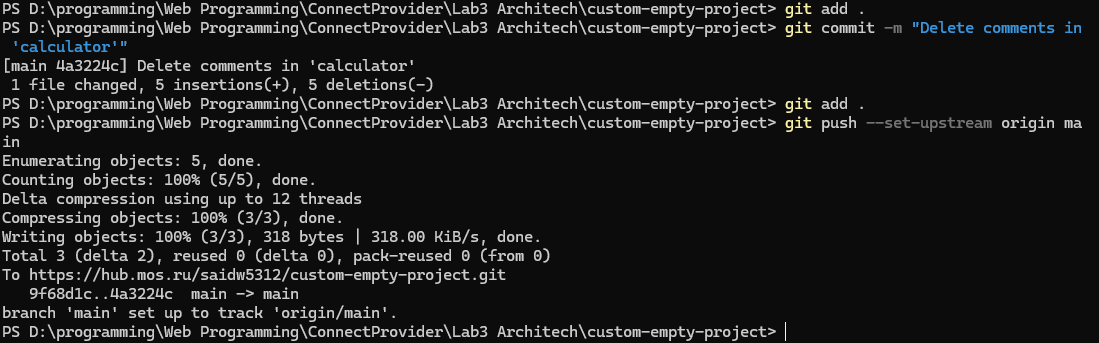 PS D:\programming\Web Programming\ConnectProvider\Lab3 Architech\custom-empty-project> git add .
PS D:\programming\Web Programming\ConnectProvider\Lab3 Architech\custom-empty-project> git commit -m "Delete comments in
 'calculator'"
[main 4a3224c] Delete comments in 'calculator'
 1 file changed, 5 insertions(+), 5 deletions(-)
PS D:\programming\Web Programming\ConnectProvider\Lab3 Architech\custom-empty-project> git add .
PS D:\programming\Web Programming\ConnectProvider\Lab3 Architech\custom-empty-project> git push --set-upstream origin ma
in
Enumerating objects: 5, done.
Counting objects: 100% (5/5), done.
Delta compression using up to 12 threads
Compressing objects: 100% (3/3), done.
Writing objects: 100% (3/3), 318 bytes | 318.00 KiB/s, done.
Total 3 (delta 2), reused 0 (delta 0), pack-reused 0 (from 0)
To https://hub.mos.ru/saidw5312/custom-empty-project.git
   9f68d1c..4a3224c  main -> main
branch 'main' set up to track 'origin/main'.
PS D:\programming\Web Programming\ConnectProvider\Lab3 Architech\custom-empty-project>